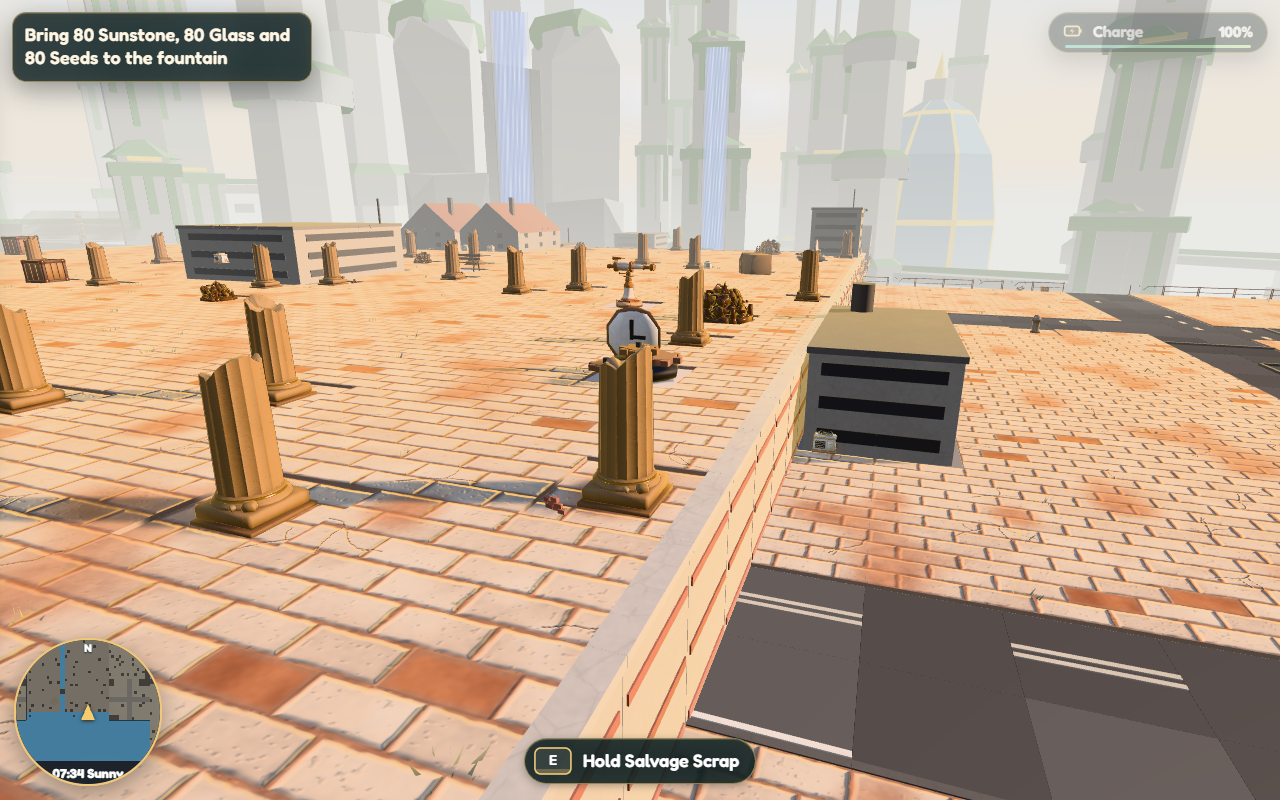 Bring 80 Sunstone, 80 Glass and
80 Seeds to the fountain
Charge 100%
N
07:34 Sunny
E Hold Salvage Scrap